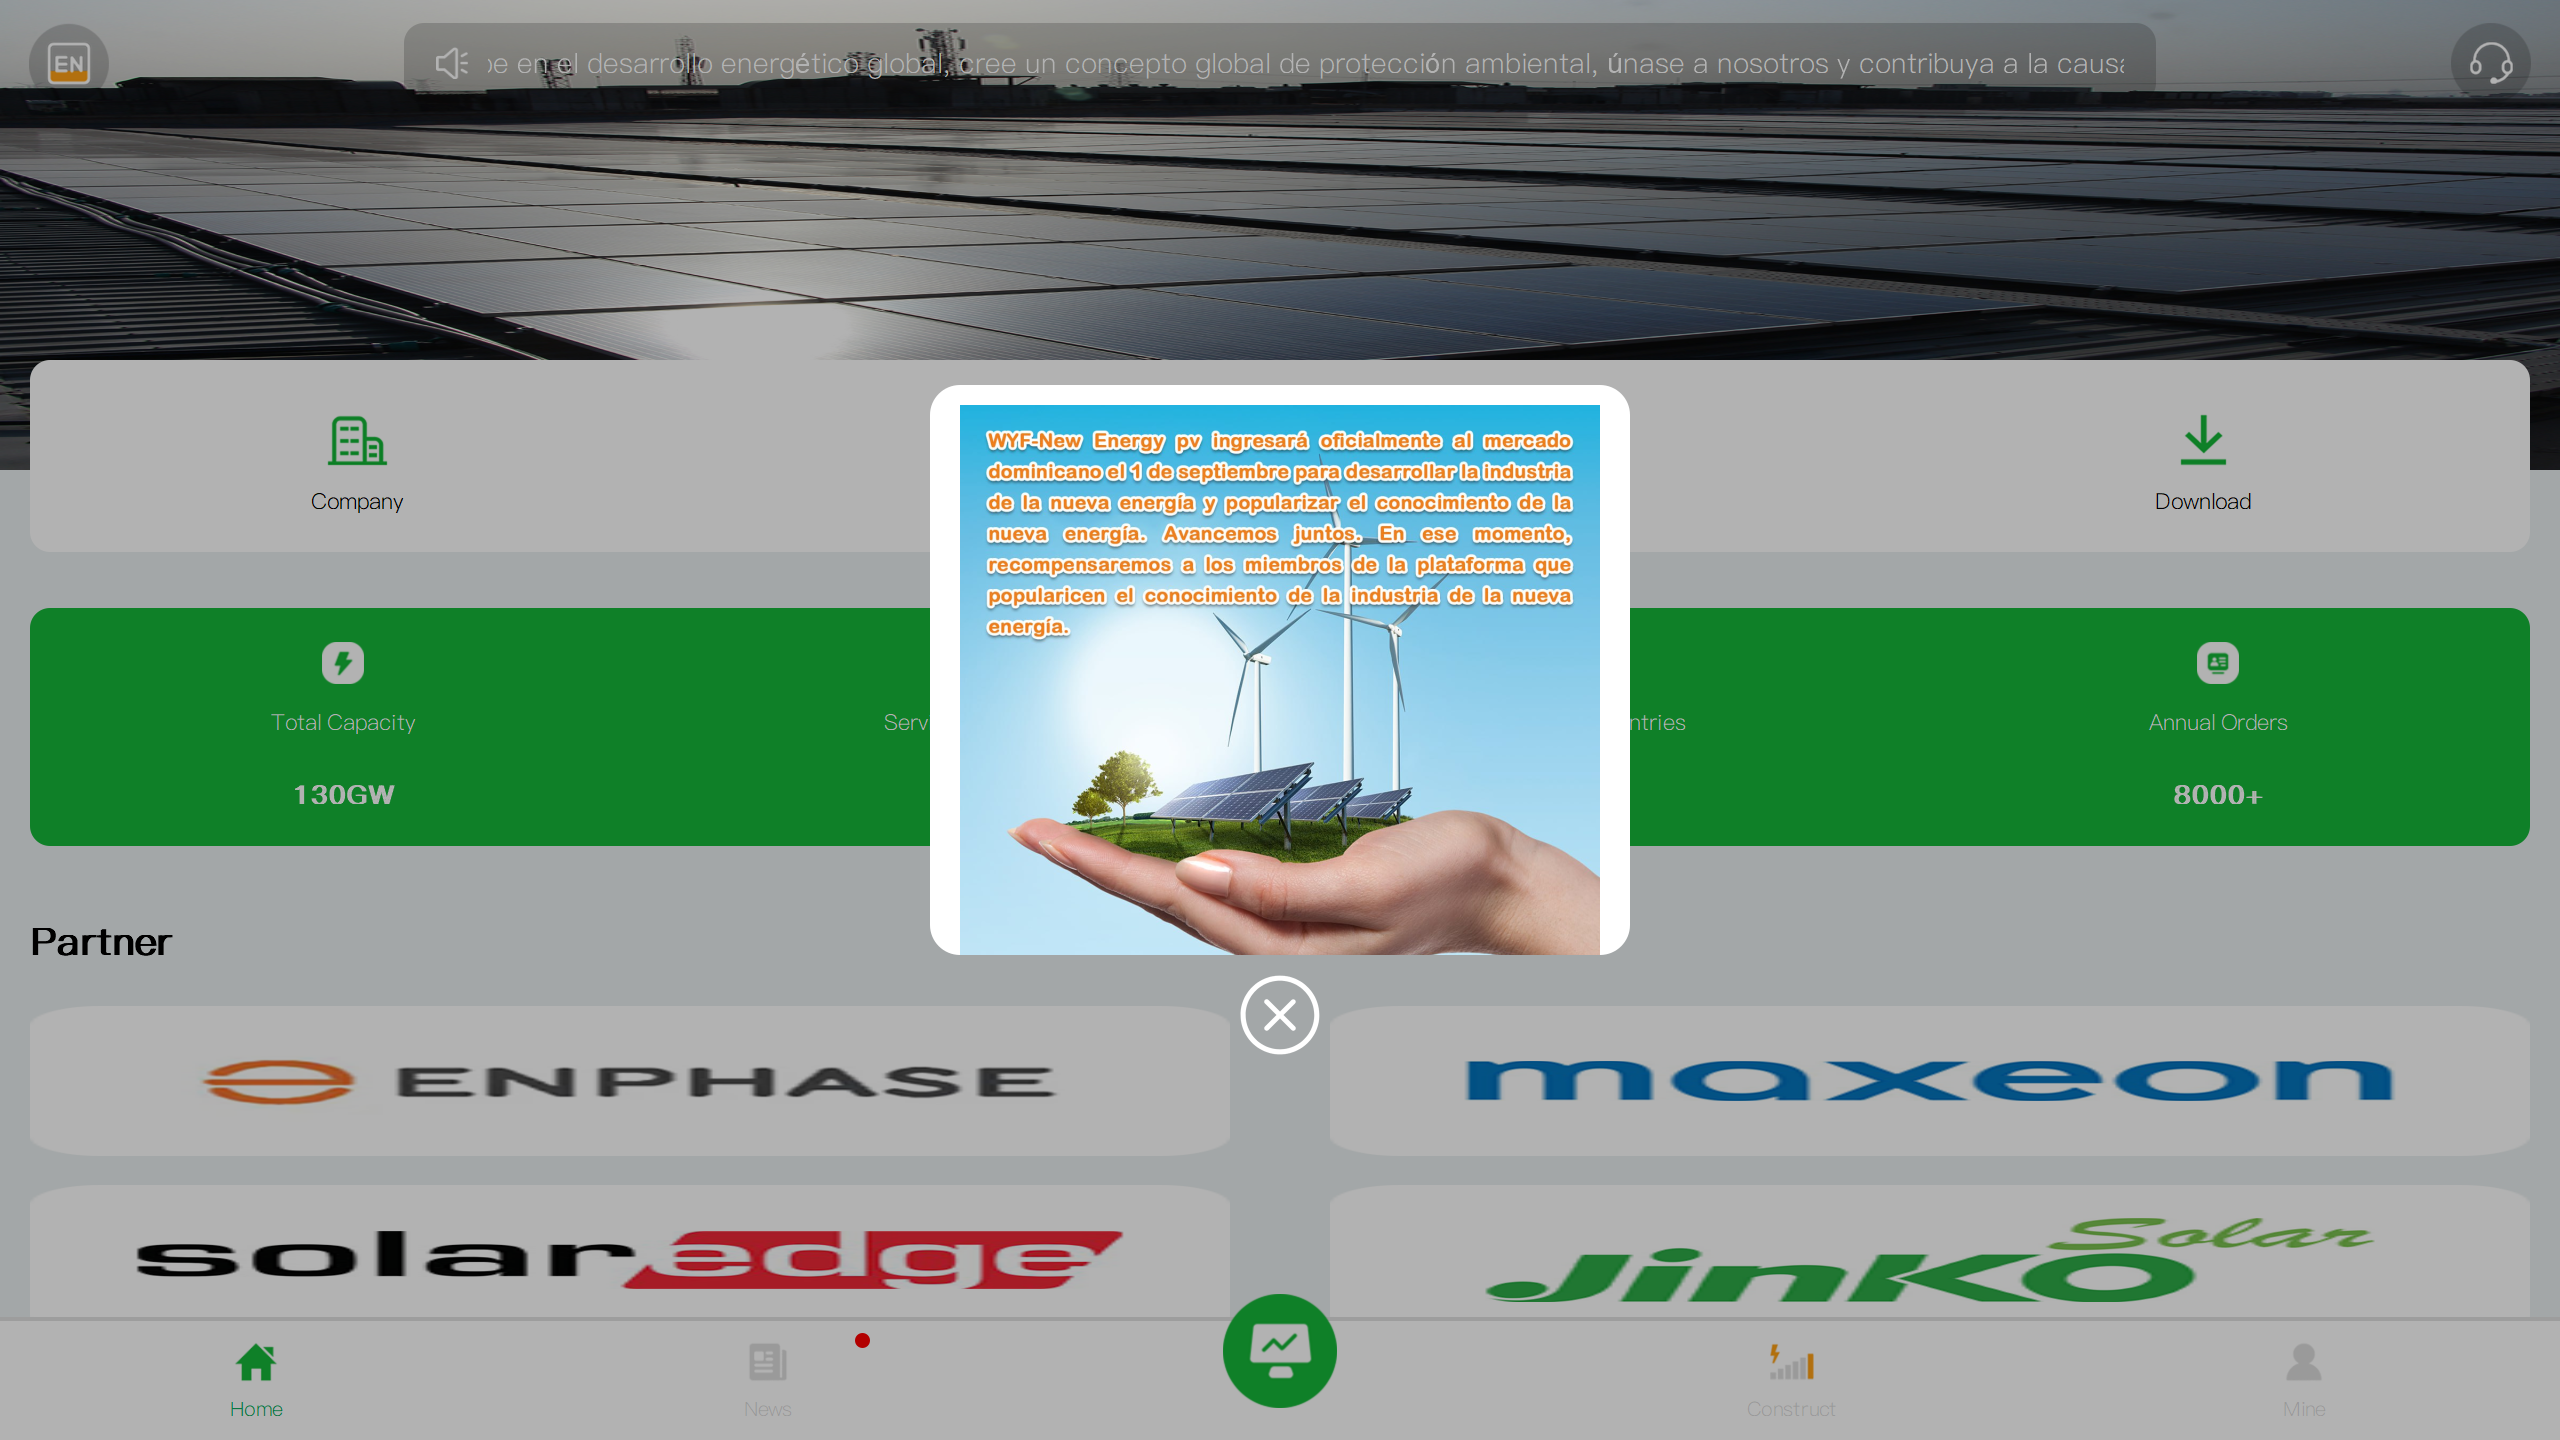 EN
en el desarrollo energético global, cree un concepto global de protección ambiental, únase a nosotros y contribuya a la
Company
Download
WYF-New Energy pv ingresará oficialmente al mercado
dominicano el 1 de septiembre para desarrollar la industria
de la nueva energía y popularizar el conocimiento de la
nueva energía. Avancemos juntos. En ese momento,
recompensaremos a los miembros de la plataforma que
popularicen el conocimiento de la industria de la nueva
energía.
Total Capacity
Annual Orders
130GW
8000+
Partner
ENPHASE
maxeon
solaredge
JinKO Solar
Home
News
Construct
Mine